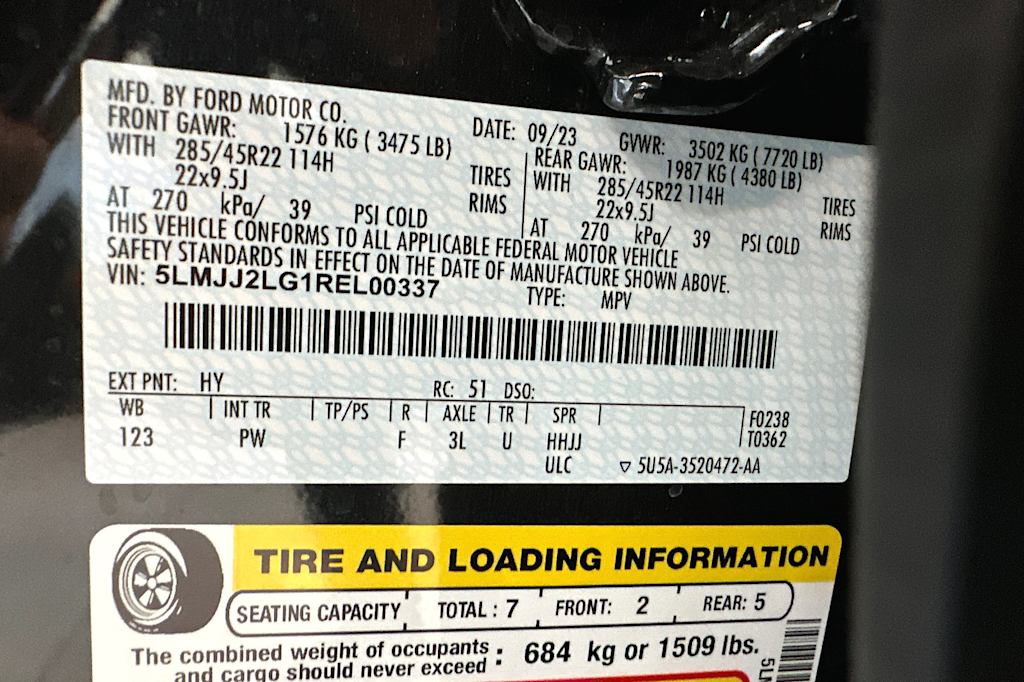 MFD. BY FORD MOTOR CO.
DATE: 09/23 GVWR: 3502 KG ( 7720 LB)
FRONT GAWR: 1576 KG ( 3475 LB) REAR GAWR: 1987 KG ( 4380 LB)
WITH 285/45R22 114H TIRES WITH 285/45R22 114H TIRES
22x9.5J RIMS 22x9.5J RIMS
AT 270 kPa/ 39 PSI COLD AT 270 kPa/ 39 PSI COLD
THIS VEHICLE CONFORMS TO ALL APPLICABLE FEDERAL MOTOR VEHICLE
SAFETY STANDARDS IN EFFECT ON THE DATE OF MANUFACTURE SHOWN ABOVE.
VIN: 5LMJJ2LG1REL00337 TYPE: MPV
EXT PNT: HY RC: 51 DSO:
WB INT TR TP/PS R AXLE TR SPR F0238
123 PW F 3L U HHJJ T0362
ULC ▽ 5U5A-3520472-AA
TIRE AND LOADING INFORMATION
SEATING CAPACITY TOTAL : 7 FRONT: 2 REAR: 5
The combined weight of occupants : 684 kg or 1509 lbs.
and cargo should never exceed